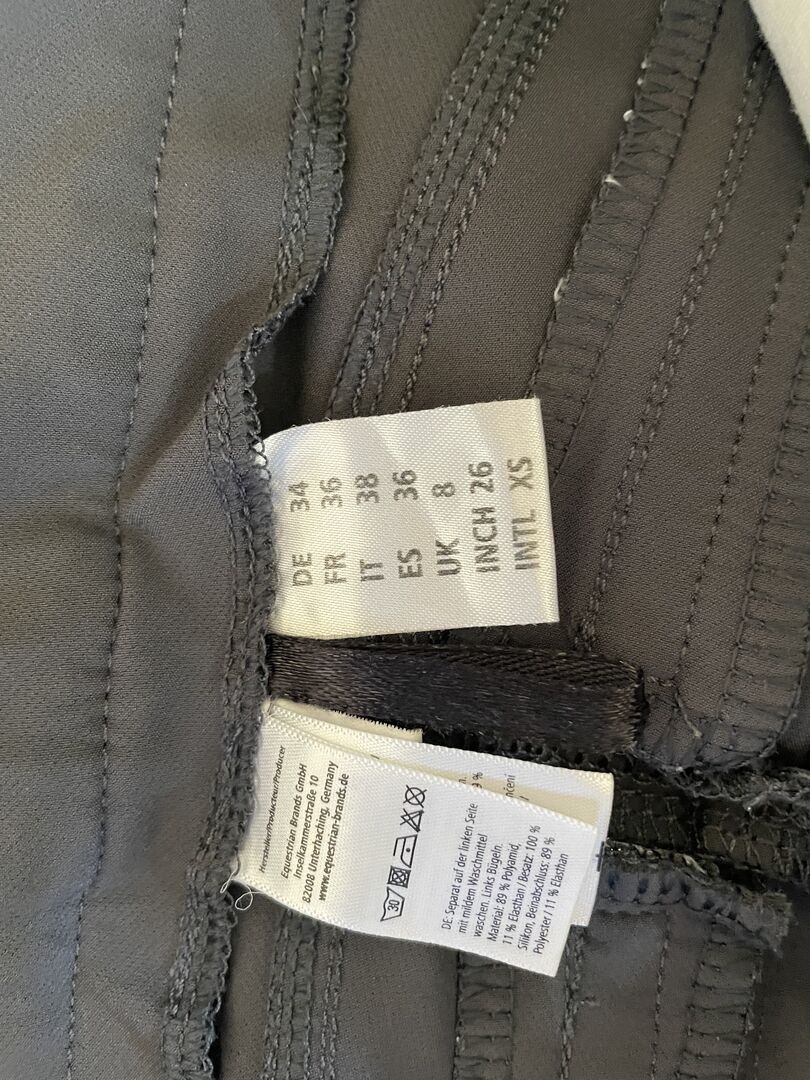 DE 34
FR 36
IT 38
ES 36
UK 8
INCH 26
INTL XS
Hersteller/Producteur/Producer
Equestrian Brands GmbH
Inselkammerstraße 10
82008 Unterhaching, Germany
www.equestrian-brands.de
30
DE: Separat auf der linken Seite
mit mildem Waschmittel
waschen. Links Bügeln.
Material: 89 % Polyamid,
11 % Elasthan / Besatz: 100 %
Silikon, Beinabschluss: 89 %
Polyester / 11 % Elasthan